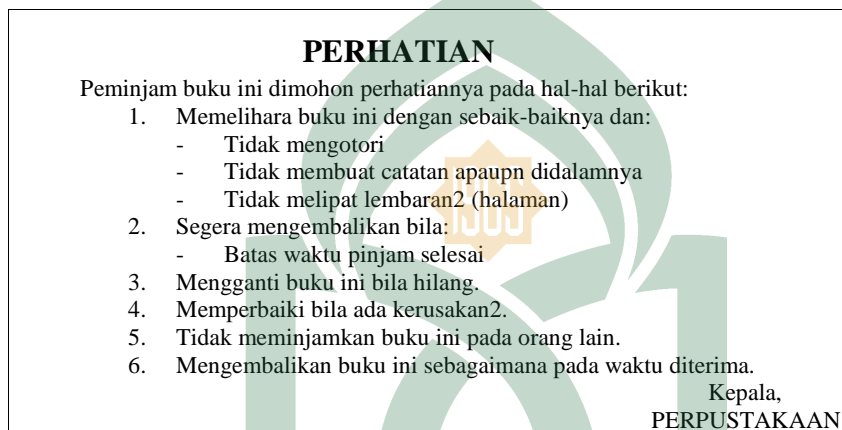 PERHATIAN
Peminjam buku ini dimohon perhatiannya pada hal-hal berikut:
1. Memelihara buku ini dengan sebaik-baiknya dan:
- Tidak mengotori
- Tidak membuat catatan apaupn didalamnya
- Tidak melipat lembaran2 (halaman)
2. Segera mengembalikan bila:
- Batas waktu pinjam selesai
3. Mengganti buku ini bila hilang.
4. Memperbaiki bila ada kerusakan2.
5. Tidak meminjamkan buku ini pada orang lain.
6. Mengembalikan buku ini sebagaimana pada waktu diterima.
Kepala,
PERPUSTAKAAN